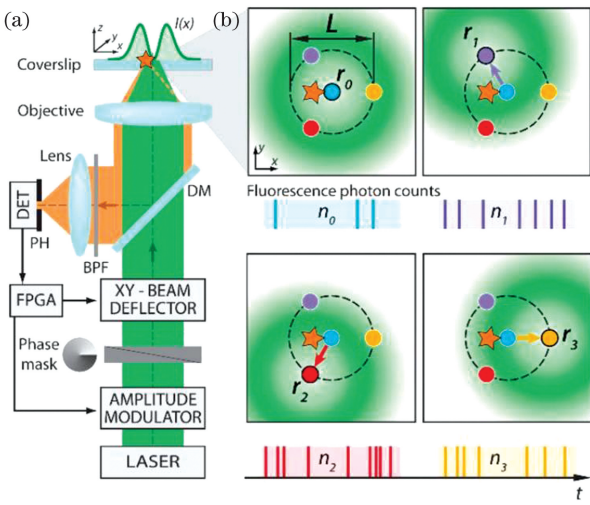 (a)
z
y
x
I(x)
Coverslip
Objective
Lens
DM
DET
PH
BPF
FPGA
XY - BEAM
DEFLECTOR
Phase
mask
AMPLITUDE
MODULATOR
LASER
(b)
L
r0
y
x
r1
Fluorescence photon counts
n0
n1
r2
r3
n2
n3
t